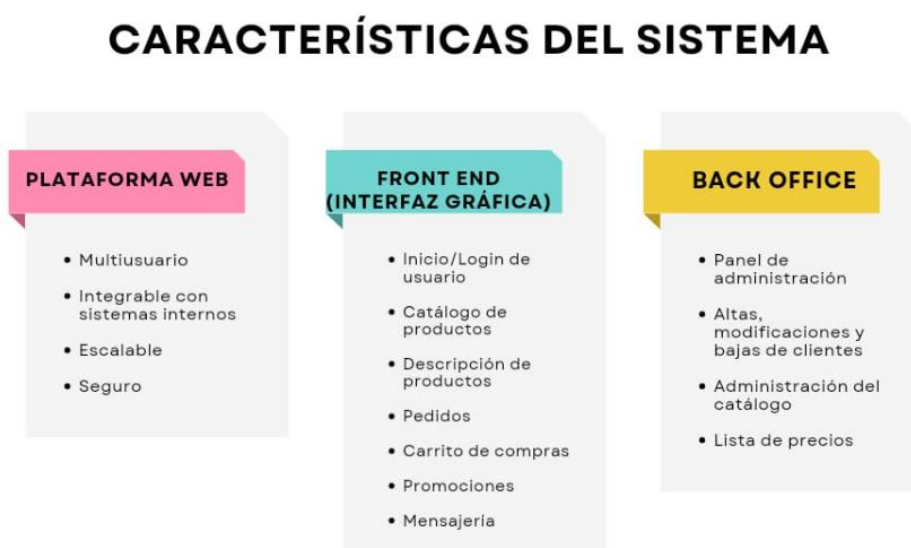 CARACTERÍSTICAS DEL SISTEMA
PLATAFORMA WEB
• Multiusuario
• Integrable con
sistemas internos
• Escalable
• Seguro
FRONT END
(INTERFAZ GRÁFICA)
• Inicio/Login de
usuario
• Catálogo de
productos
• Descripción de
productos
• Pedidos
• Carrito de compras
• Promociones
• Mensajeria
BACK OFFICE
• Panel de
administración
• Altas,
modificaciones y
bajas de clientes
• Administración del
catálogo
• Lista de precios